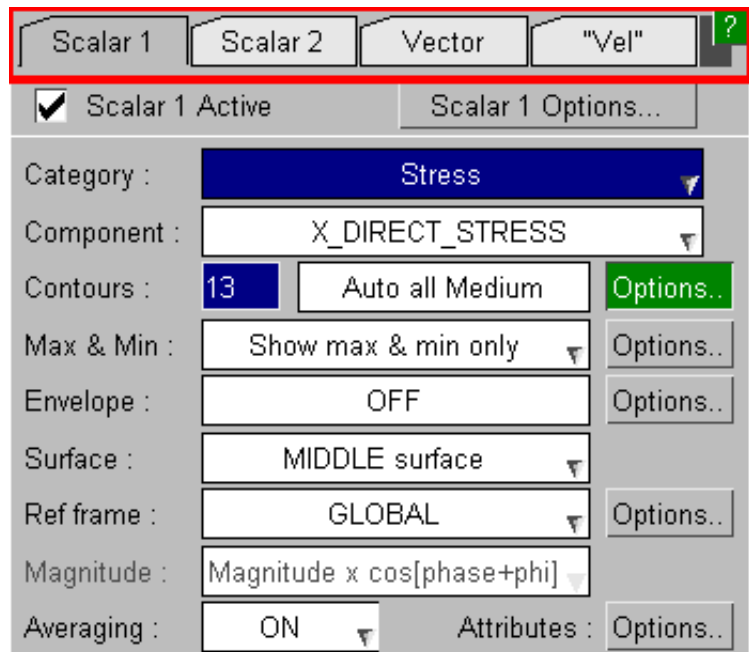 Scalar 1 Scalar 2 Vector "Vel" ?
Scalar 1 Active Scalar 1 Options...
Category : Stress
Component : X_DIRECT_STRESS
Contours : 13 Auto all Medium Options..
Max & Min : Show max & min only Options..
Envelope : OFF Options..
Surface : MIDDLE surface
Ref frame : GLOBAL Options..
Magnitude : Magnitude x cos[phase+phi]
Averaging : ON Attributes : Options..